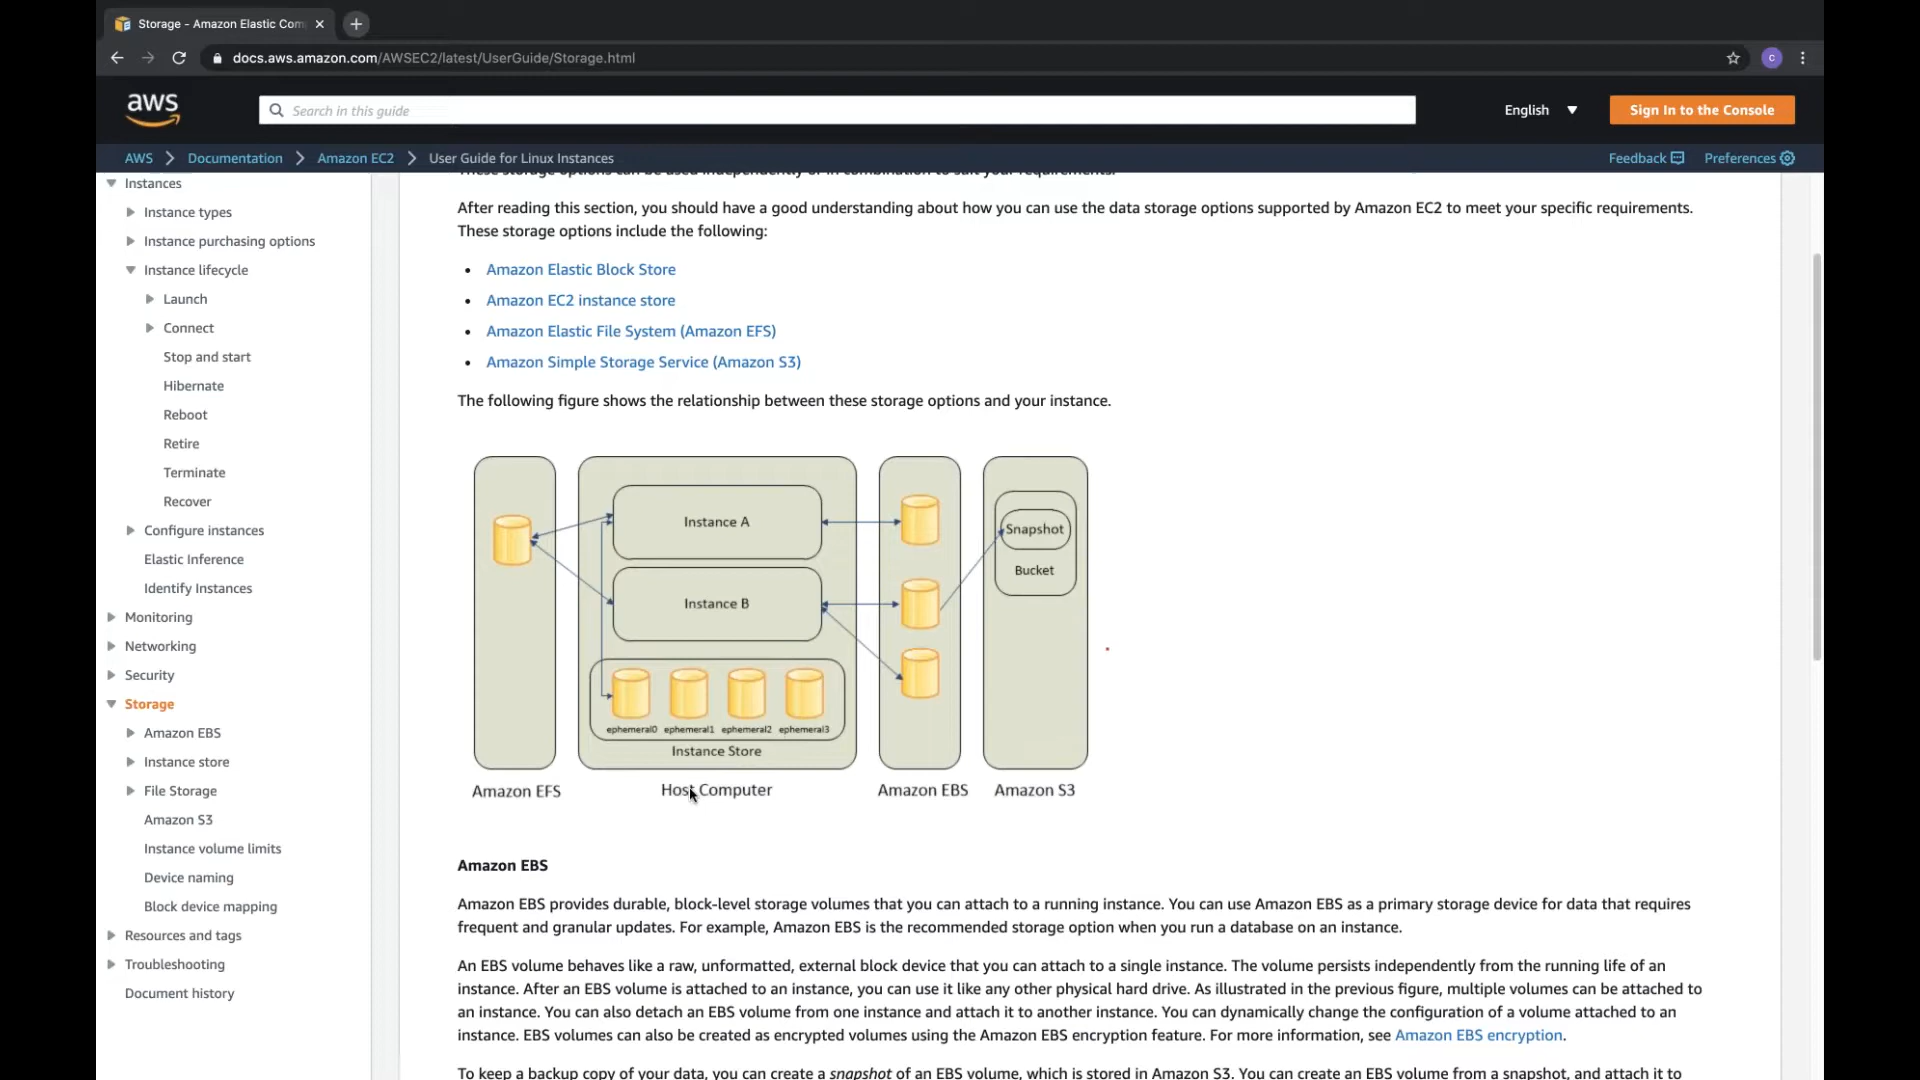 Storage - Amazon Elastic Com
docs.aws.amazon.com/AWSEC2/latest/UserGuide/Storage.html
c
aws
Search in this guide
English
Sign In to the Console
AWS
Documentation
Amazon EC2
User Guide for Linux Instances
Feedback
Preferences
Instances
Instance types
Instance purchasing options
Instance lifecycle
Launch
Connect
Stop and start
Hibernate
Reboot
Retire
Terminate
Recover
Configure instances
Elastic Inference
Identify Instances
Monitoring
Networking
Security
Storage
Amazon EBS
Instance store
File Storage
Amazon S3
Instance volume limits
Device naming
Block device mapping
Resources and tags
Troubleshooting
Document history
These storage options can be used independently or in combination to suit your requirements.
After reading this section, you should have a good understanding about how you can use the data storage options supported by Amazon EC2 to meet your specific requirements.
These storage options include the following:
• Amazon Elastic Block Store
• Amazon EC2 instance store
• Amazon Elastic File System (Amazon EFS)
• Amazon Simple Storage Service (Amazon S3)
The following figure shows the relationship between these storage options and your instance.
Instance A
Instance B
ephemeral0 ephemeral1 ephemeral2 ephemeral3
Instance Store
Snapshot
Bucket
Amazon EFS
Host Computer
Amazon EBS
Amazon S3
Amazon EBS
Amazon EBS provides durable, block-level storage volumes that you can attach to a running instance. You can use Amazon EBS as a primary storage device for data that requires
frequent and granular updates. For example, Amazon EBS is the recommended storage option when you run a database on an instance.
An EBS volume behaves like a raw, unformatted, external block device that you can attach to a single instance. The volume persists independently from the running life of an
instance. After an EBS volume is attached to an instance, you can use it like any other physical hard drive. As illustrated in the previous figure, multiple volumes can be attached to
an instance. You can also detach an EBS volume from one instance and attach it to another instance. You can dynamically change the configuration of a volume attached to an
instance. EBS volumes can also be created as encrypted volumes using the Amazon EBS encryption feature. For more information, see Amazon EBS encryption.
To keep a backup copy of your data, you can create a snapshot of an EBS volume, which is stored in Amazon S3. You can create an EBS volume from a snapshot, and attach it to